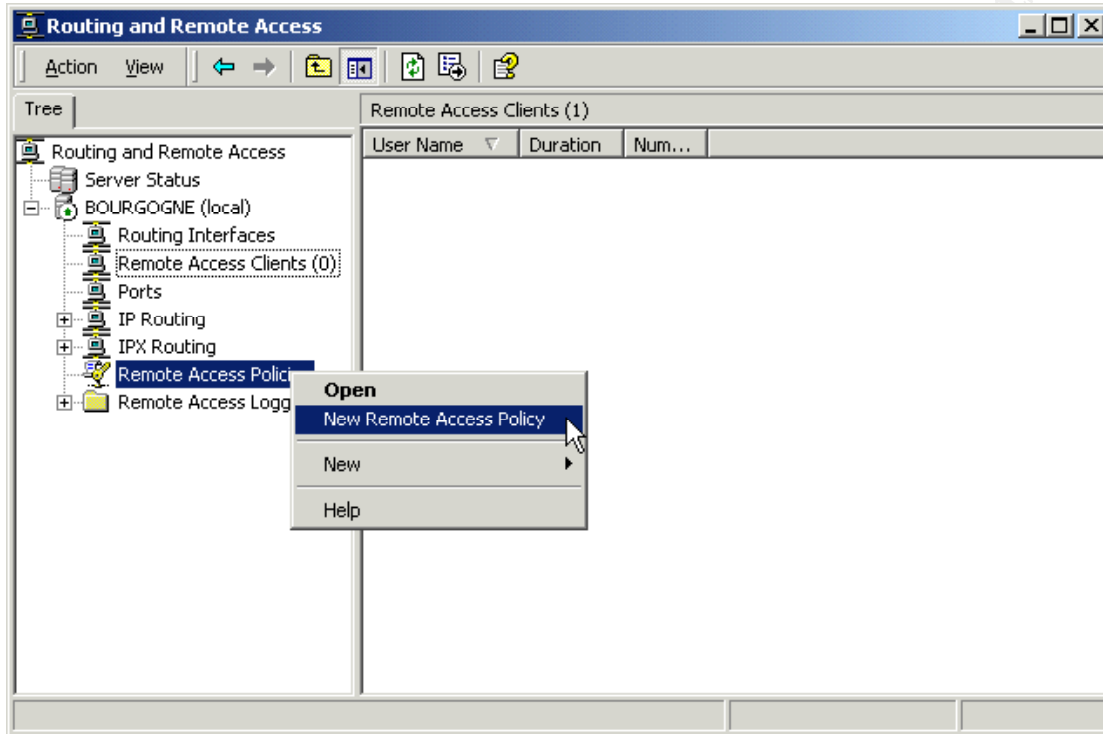 Routing and Remote Access
Action View
Tree
Remote Access Clients (1)
User Name Duration Num...
Routing and Remote Access
Server Status
BOURGOGNE (local)
Routing Interfaces
Remote Access Clients (0)
Ports
IP Routing
IPX Routing
Remote Access Polici
Remote Access Logg
Open
New Remote Access Policy
New
Help